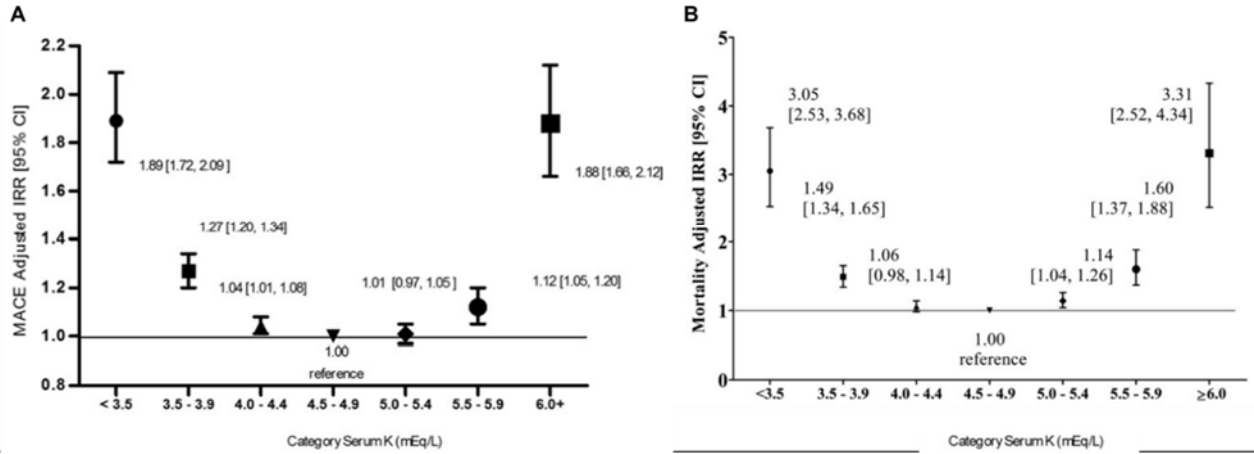 A
MACE Adjusted IRR [95% CI]
2.2
2.0
1.8
1.6
1.4
1.2
1.0
0.8
1.89 [1.72, 2.09 ]
1.27 [1.20, 1.34]
1.04 [1.01, 1.08]
1.00
reference
1.01 [0.97, 1.05 ]
1.12 [1.05, 1.20]
1.88 [1.66, 2.12]
< 3.5
3.5 - 3.9
4.0 - 4.4
4.5 - 4.9
5.0 - 5.4
5.5 - 5.9
6.0+
Category Serum K (mEq/L)
B
Mortality Adjusted IRR [95% CI]
5
4
3
2
1
0
3.05
[2.53, 3.68]
1.49
[1.34, 1.65]
1.06
[0.98, 1.14]
1.00
reference
1.14
[1.04, 1.26]
1.60
[1.37, 1.88]
3.31
[2.52, 4.34]
<3.5
3.5 - 3.9
4.0 - 4.4
4.5 - 4.9
5.0 - 5.4
5.5 - 5.9
≥6.0
Category Serum K (mEq/L)